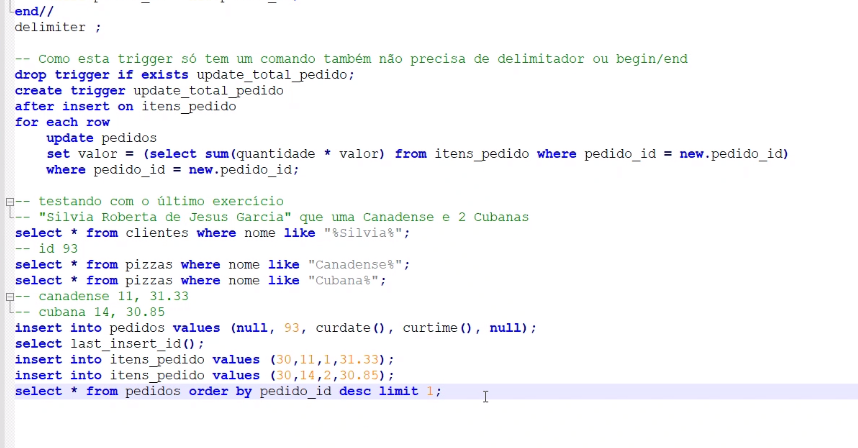 end//
delimiter ;
-- Como esta trigger só tem um comando também não precisa de delimitador ou begin/end
drop trigger if exists update_total_pedido;
create trigger update_total_pedido
after insert on itens_pedido
for each row
update pedidos
set valor = (select sum(quantidade * valor) from itens_pedido where pedido_id = new.pedido_id)
where pedido_id = new.pedido_id;
-- testando com o último exercício
-- "Silvia Roberta de Jesus Garcia" que uma Canadense e 2 Cubanas
select * from clientes where nome like "%Silvia%";
-- id 93
select * from pizzas where nome like "Canadense%";
select * from pizzas where nome like "Cubana%";
-- canadense 11, 31.33
-- cubana 14, 30.85
insert into pedidos values (null, 93, curdate(), curtime(), null);
select last_insert_id();
insert into itens_pedido values (30,11,1,31.33);
insert into itens_pedido values (30,14,2,30.85);
select * from pedidos order by pedido_id desc limit 1;